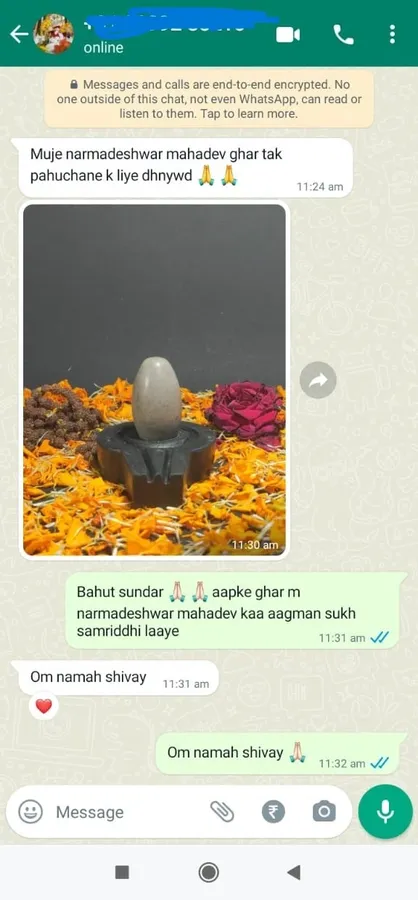 online
Messages and calls are end-to-end encrypted. No
one outside of this chat, not even WhatsApp, can read or
listen to them. Tap to learn more.
Muje narmadeshwar mahadev ghar tak
pahuchane k liye dhnywd 🙏 🙏
11:24 am
11:30 am
Bahut sundar 🙏🏻 🙏🏻 aapke ghar m
narmadeshwar mahadev kaa aagman sukh
samriddhi laaye
11:31 am
Om namah shivay
11:31 am
Om namah shivay 🙏🏻
11:32 am
Message
₹